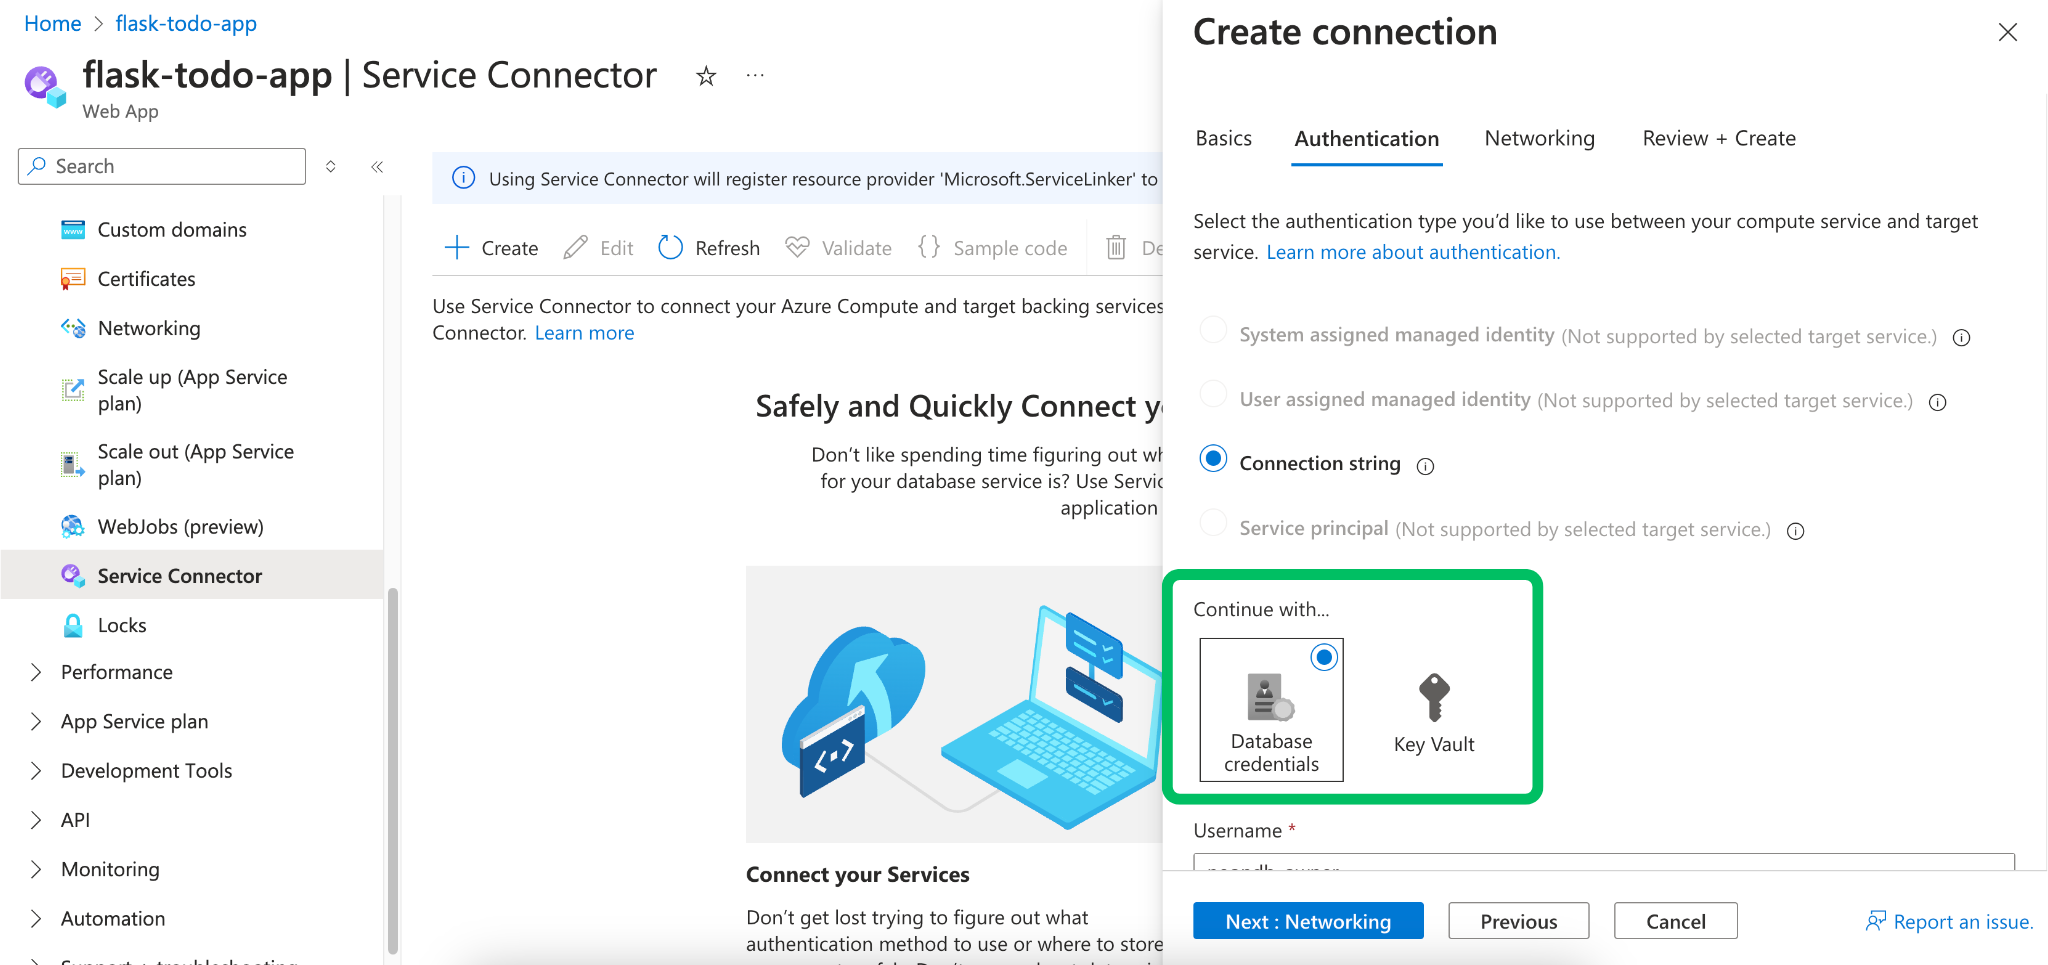 Home > flask-todo-app
flask-todo-app | Service Connector
Web App
Search
Custom domains
Certificates
Networking
Scale up (App Service
plan)
Scale out (App Service
plan)
WebJobs (preview)
Service Connector
Locks
Performance
App Service plan
Development Tools
API
Monitoring
Automation
Using Service Connector will register resource provider 'Microsoft.ServiceLinker' to
Create Edit Refresh Validate Sample code De
Use Service Connector to connect your Azure Compute and target backing services
Connector. Learn more
Safely and Quickly Connect
Don't like spending time figuring out
for your database service is? Use
application
Connect your Services
Don't get lost trying to figure out what
authentication method to use or where to store
Create connection
Basics Authentication Networking Review + Create
Select the authentication type you'd like to use between your compute service and target
service. Learn more about authentication.
System assigned managed identity (Not supported by selected target service.)
User assigned managed identity (Not supported by selected target service.)
Connection string
Service principal (Not supported by selected target service.)
Continue with...
Database
credentials
Key Vault
Username *
Next : Networking Previous Cancel Report an issue.